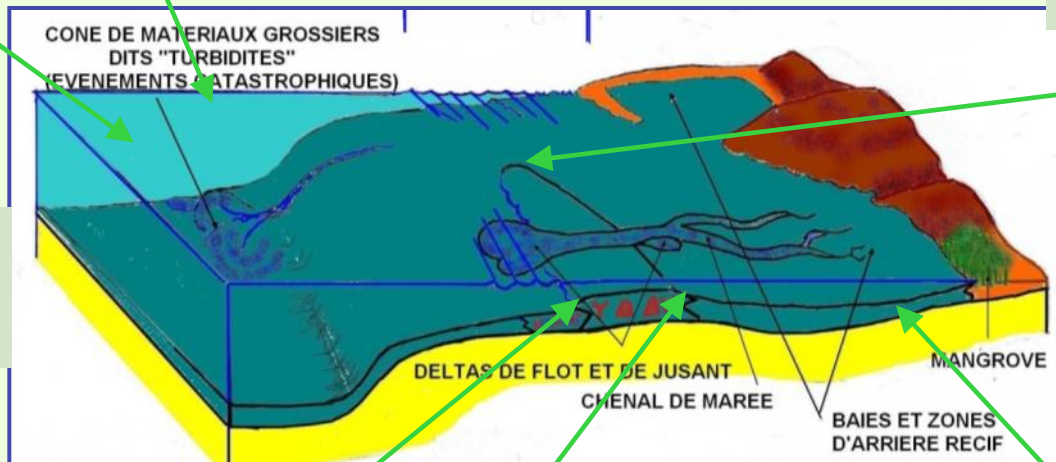 CONE DE MATERIAUX GROSSIERS
DITS "TURBIDITES"
(EVENEMENTS CATASTROPHIQUES)
DELTAS DE FLOT ET DE JUSANT
MANGROVE
CHENAL DE MAREE
BAIES ET ZONES
D'ARRIERE RECIF